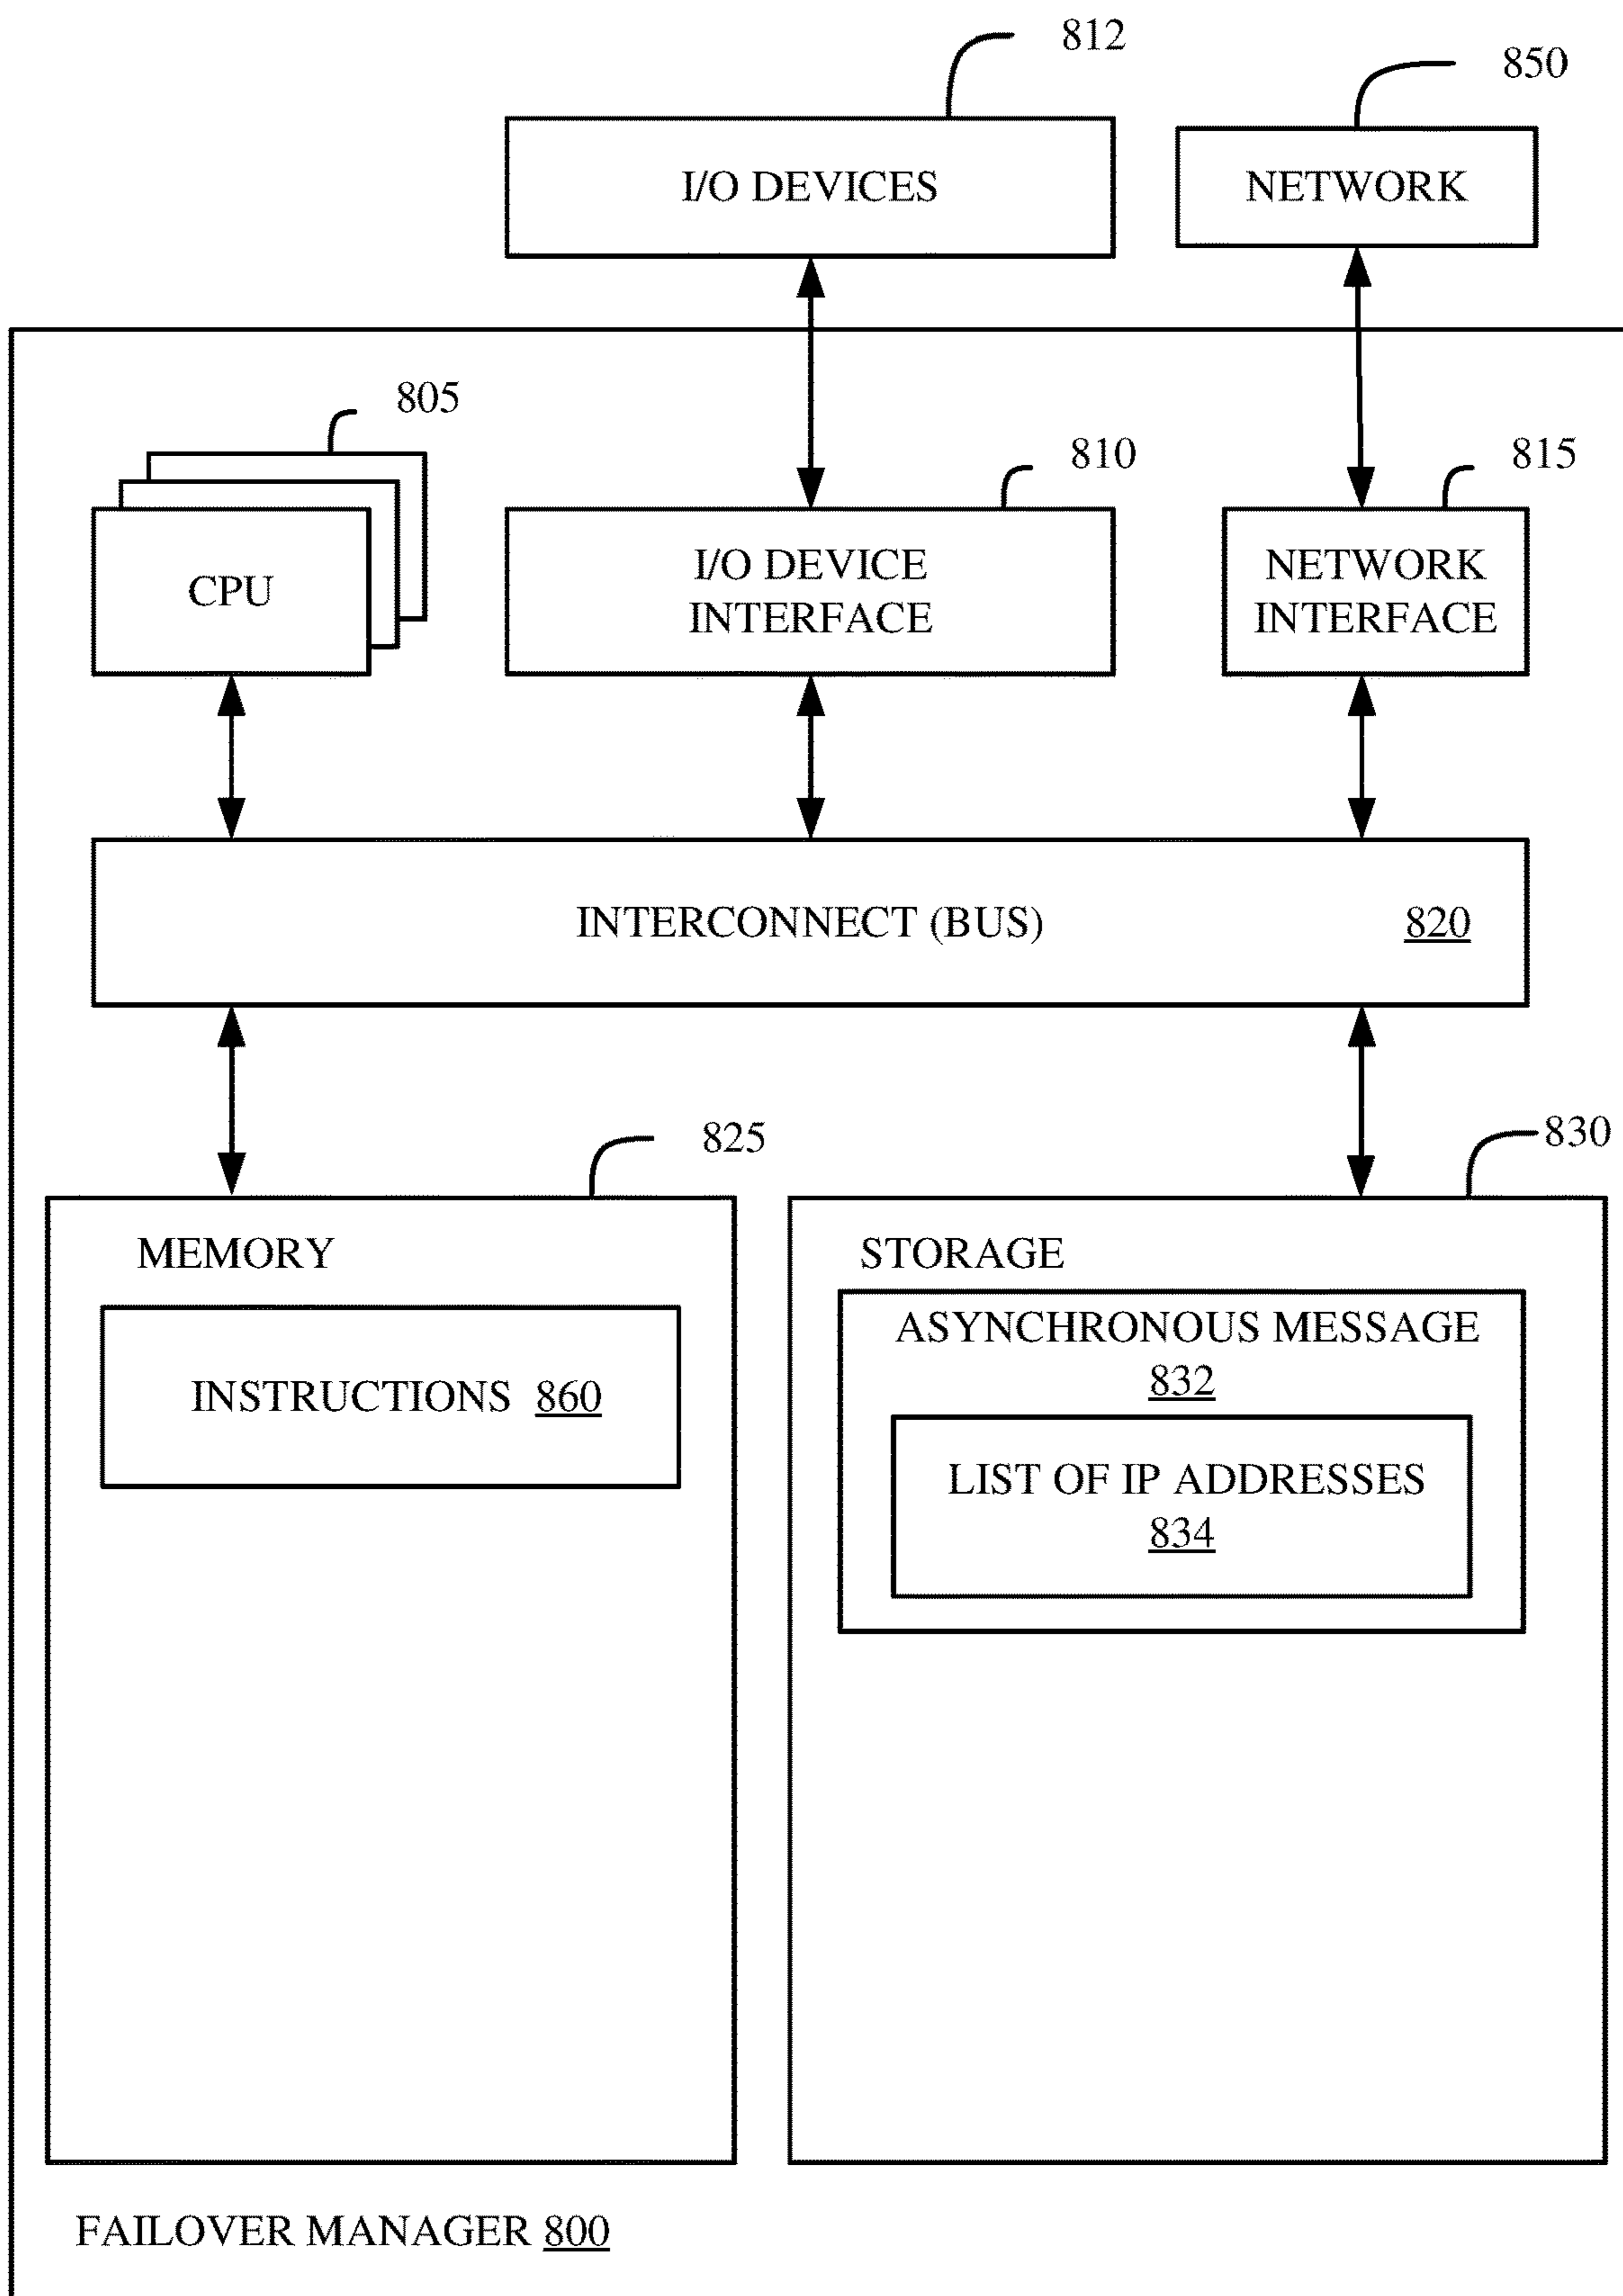 812
850
I/O DEVICES
NETWORK
805
810
815
CPU
I/O DEVICE
INTERFACE
NETWORK
INTERFACE
INTERCONNECT (BUS) 820
825
830
MEMORY
INSTRUCTIONS 860
STORAGE
ASYNCHRONOUS MESSAGE
832
LIST OF IP ADDRESSES
834
FAILOVER MANAGER 800